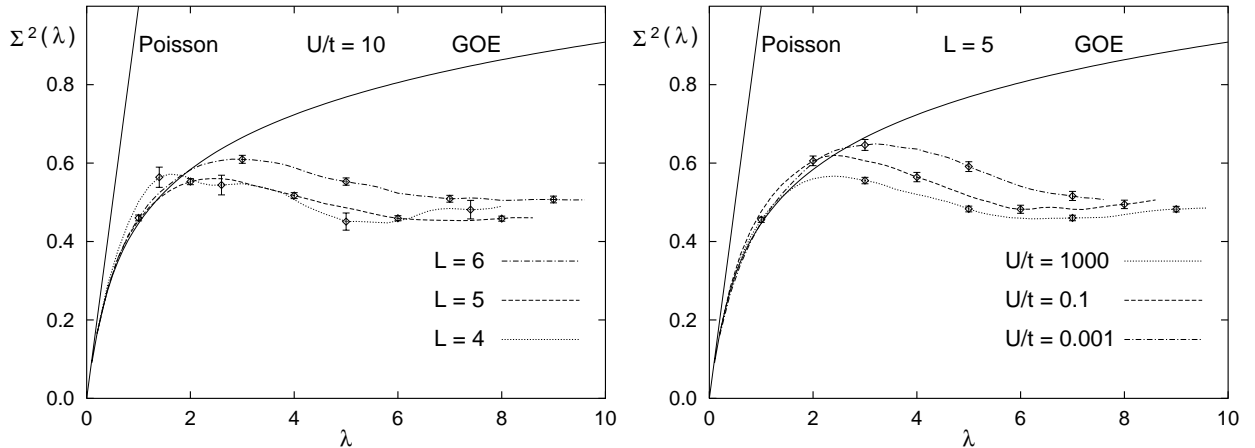 Σ²(λ)
Poisson U/t = 10 GOE
0.8
0.6
0.4
0.2
0.0
L = 6
L = 5
L = 4
0 2 4 6 8 10
λ
Σ²(λ)
Poisson L = 5 GOE
0.8
0.6
0.4
0.2
0.0
U/t = 1000
U/t = 0.1
U/t = 0.001
0 2 4 6 8 10
λ